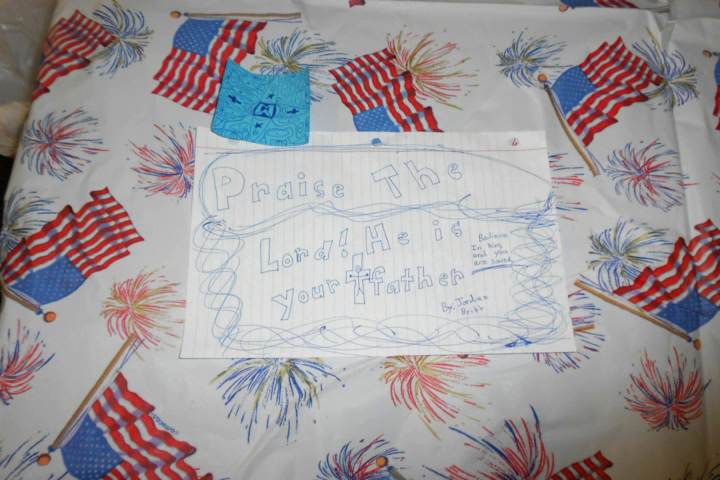 Praise The
Lord! He is
your father
Believe
In him
and you
are saved
By: Jordan
Britt